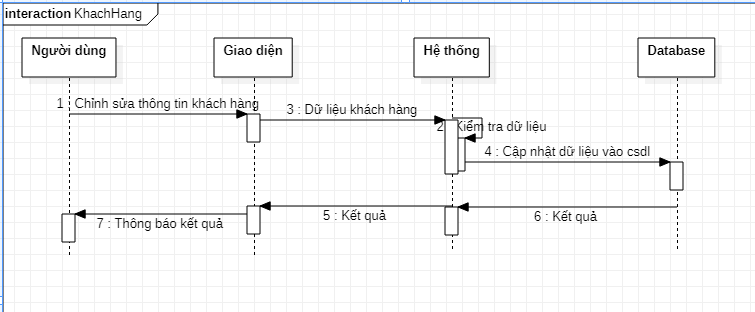 interaction KhachHang
Người dùng
Giao diện
Hệ thống
Database
1 : Chỉnh sửa thông tin khách hàng
3 : Dữ liệu khách hàng
2 : Kiểm tra dữ liệu
4 : Cập nhật dữ liệu vào csdl
5 : Kết quả
6 : Kết quả
7 : Thông báo kết quả